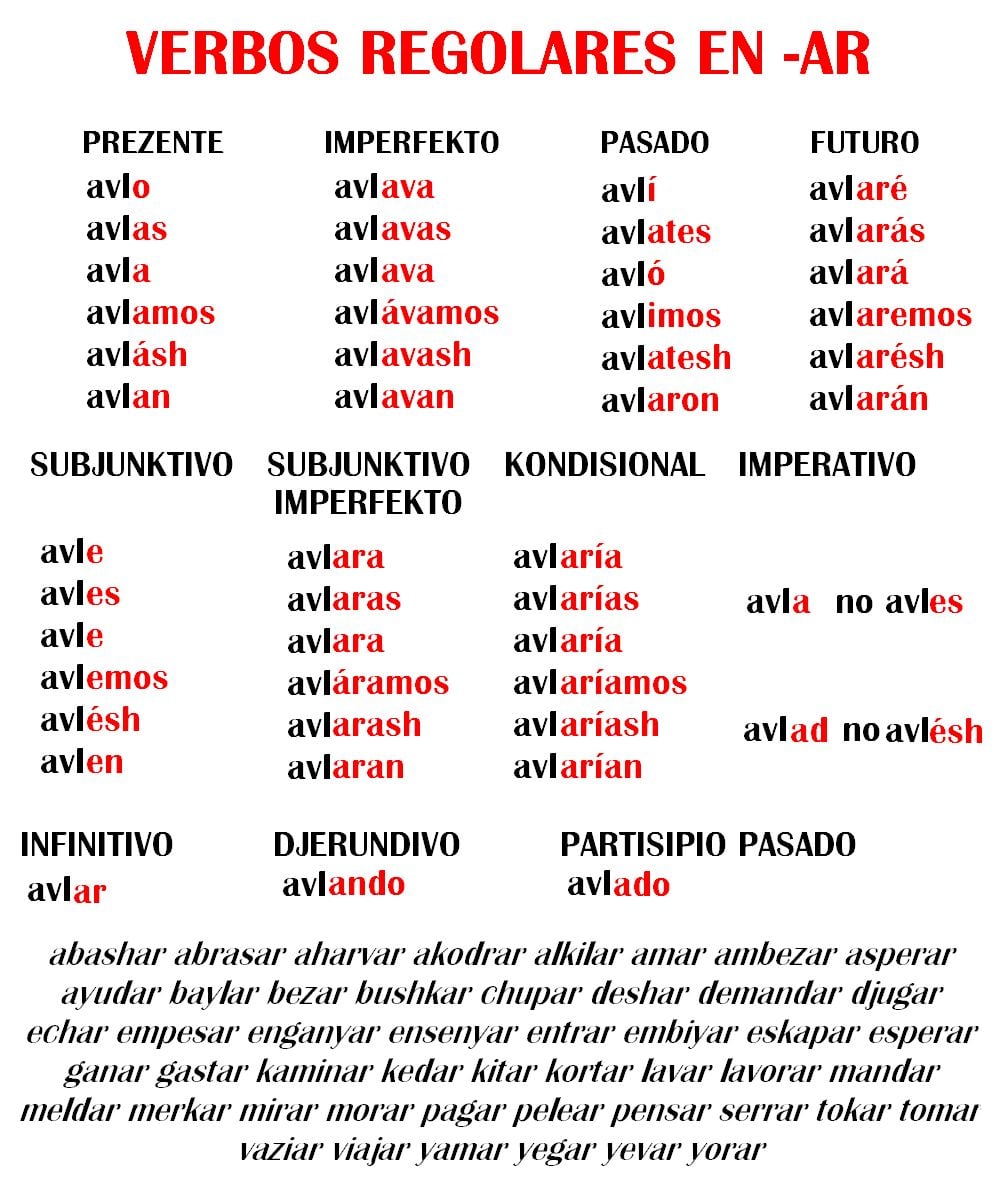 VERBOS REGOLARES EN -AR
PREZENTE IMPERFEKTO PASADO FUTURO
avlo avlava avlí avlaré
avlas avlavas avlates avlarás
avla avlava avló avlará
avlamos avlávamos avlimos avlaremos
avlásh avlavash avlatesh avlarésh
avlan avlavan avlaron avlarán
SUBJUNKTIVO SUBJUNKTIVO KONDISIONAL IMPERATIVO
IMPERFEKTO
avle avlara avlaría
avles avlaras avlarías avla no avles
avle avlara avlaría
avlemos avláramos avlaríamos
avlésh avlarash avlaríash avlad no avlésh
avlen avlaran avlarían
INFINITIVO DJERUNDIVO PARTISIPIO PASADO
avlar avlando avlado
abashar abrasar aharvar akodrar alkilar amar ambezar asperar
ayudar baylar bezar bushkar chupar deshar demandar djugar
echar empesar enganyar ensenyar entrar embiyar eskapar esperar
ganar gastar kaminar kedar kitar kortar lavar lavorar mandar
meldar merkar mirar morar pagar pelear pensar serrar tokar tomar
vaziar viajar yamar yegar yevar yorar